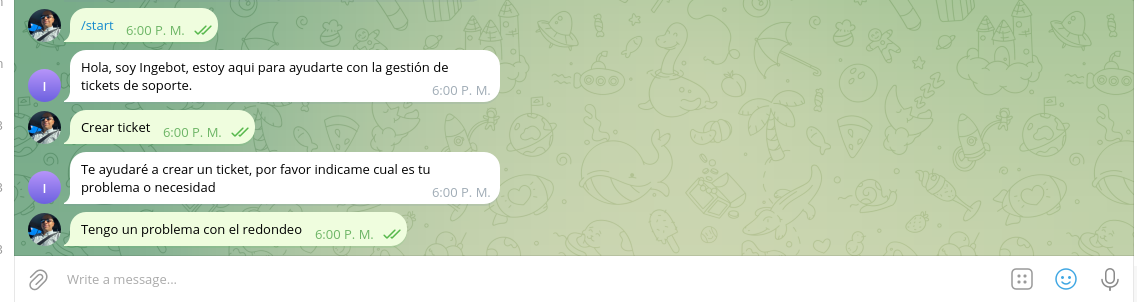 /start
6:00 P. M.
Hola, soy Ingebot, estoy aqui para ayudarte con la gestión de
tickets de soporte.
6:00 P. M.
I
Crear ticket
6:00 P. M.
Te ayudaré a crear un ticket, por favor indicame cual es tu
problema o necesidad
6:00 P. M.
I
Tengo un problema con el redondeo
6:00 P. M.
Write a message...